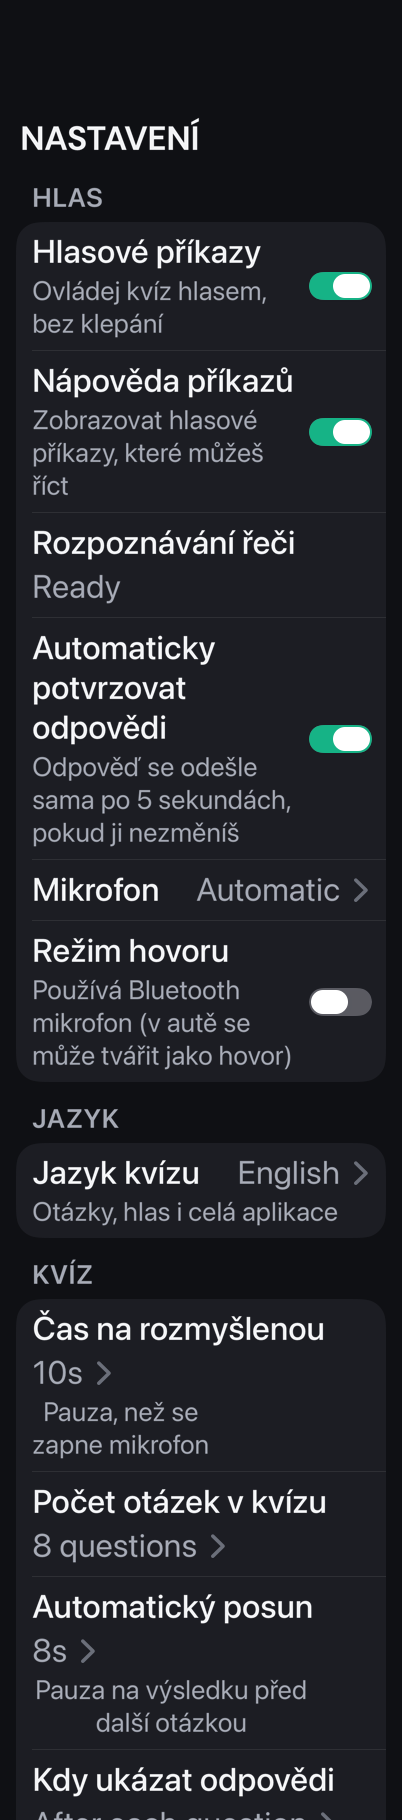 NASTAVENÍ
HLAS
Hlasové příkazy
Ovládej kvíz hlasem,
bez klepání
Nápověda příkazů
Zobrazovat hlasové
příkazy, které můžeš
říct
Rozpoznávání řeči
Ready
Automaticky
potvrzovat
odpovědi
Odpověď se odešle
sama po 5 sekundách,
pokud ji nezměníš
Mikrofon Automatic
Režim hovoru
Používá Bluetooth
mikrofon (v autě se
může tvářit jako hovor)
JAZYK
Jazyk kvízu English
Otázky, hlas i celá aplikace
KVÍZ
Čas na rozmyšlenou
10s
Pauza, než se
zapne mikrofon
Počet otázek v kvízu
8 questions
Automatický posun
8s
Pauza na výsledku před
další otázkou
Kdy ukázat odpovědi
After each question